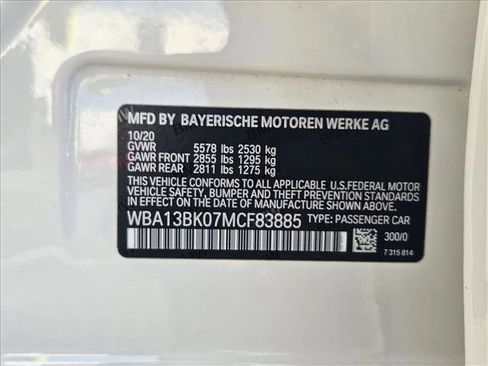 MFD BY BAYERISCHE MOTOREN WERKE AG
10/20
GVWR 5578 lbs 2530 kg
GAWR FRONT 2855 lbs 1295 kg
GAWR REAR 2811 lbs 1275 kg
THIS VEHICLE CONFORMS TO ALL APPLICABLE U.S.FEDERAL MOTOR
VEHICLE SAFETY, BUMPER AND THEFT PREVENTION STANDARDS
IN EFFECT ON THE DATE OF MANUFACTURE SHOWN ABOVE.
WBA13BK07MCF83885 TYPE: PASSENGER CAR
300/0
7 315 814